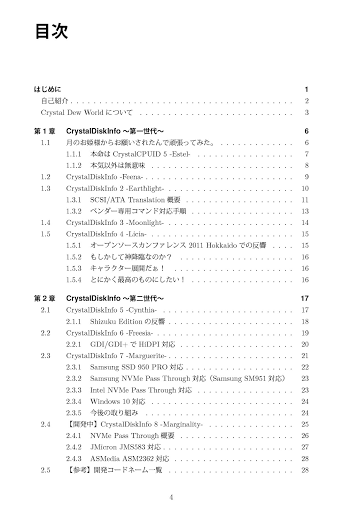 目次
はじめに 1
自己紹介 . . . . . . . . . . . . . . . . . . . . . . . . . . . . . . . . . . . 2
Crystal Dew World について . . . . . . . . . . . . . . . . . . . . . . . . 3
第1章 CrystalDiskInfo ～第一世代～ 6
1.1 月のお姫様からお願いされたんで頑張ってみた。 . . . . . . . . . . . . 6
1.1.1 本命は CrystalCPUID 5 -Estel- . . . . . . . . . . . . . . . . 7
1.1.2 本気以外は無意味 . . . . . . . . . . . . . . . . . . . . . . 8
1.2 CrystalDiskInfo -Feena- . . . . . . . . . . . . . . . . . . . . . . . . 9
1.3 CrystalDiskInfo 2 -Earthlight- . . . . . . . . . . . . . . . . . . . . 10
1.3.1 SCSI/ATA Translation 概要 . . . . . . . . . . . . . . . . . 11
1.3.2 ベンダー専用コマンド対応手順 . . . . . . . . . . . . . . . . 13
1.4 CrystalDiskInfo 3 -Moonlight- . . . . . . . . . . . . . . . . . . . . 14
1.5 CrystalDiskInfo 4 -Licia- . . . . . . . . . . . . . . . . . . . . . . . 15
1.5.1 オープンソースカンファレンス 2011 Hokkaido での反響 . . . . 15
1.5.2 もしかして神降臨なのか？ . . . . . . . . . . . . . . . . . . 16
1.5.3 キャラクター展開だぁ！ . . . . . . . . . . . . . . . . . . . 16
1.5.4 とにかく最高のものにしたい！ . . . . . . . . . . . . . . . . 16
第2章 CrystalDiskInfo ～第二世代～ 17
2.1 CrystalDiskInfo 5 -Cynthia- . . . . . . . . . . . . . . . . . . . . . 17
2.1.1 Shizuku Edition の反響 . . . . . . . . . . . . . . . . . . . . 18
2.2 CrystalDiskInfo 6 -Freesia- . . . . . . . . . . . . . . . . . . . . . . 19
2.2.1 GDI/GDI+ で HiDPI 対応 . . . . . . . . . . . . . . . . . . 20
2.3 CrystalDiskInfo 7 -Marguerite- . . . . . . . . . . . . . . . . . . . . 21
2.3.1 Samsung SSD 950 PRO 対応 . . . . . . . . . . . . . . . . . 22
2.3.2 Samsung NVMe Pass Through 対応（Samsung SM951 対応） 23
2.3.3 Intel NVMe Pass Through 対応 . . . . . . . . . . . . . . . 23
2.3.4 Windows 10 対応 . . . . . . . . . . . . . . . . . . . . . . . 24
2.3.5 今後の取り組み . . . . . . . . . . . . . . . . . . . . . . . 24
2.4 【開発中】CrystalDiskInfo 8 -Marginality- . . . . . . . . . . . . . . 25
2.4.1 NVMe Pass Through 概要 . . . . . . . . . . . . . . . . . . 26
2.4.2 JMicron JMS583 対応 . . . . . . . . . . . . . . . . . . . . 27
2.4.3 ASMedia ASM2362 対応 . . . . . . . . . . . . . . . . . . . 28
2.5 【参考】開発コードネーム一覧 . . . . . . . . . . . . . . . . . . . . 28
4